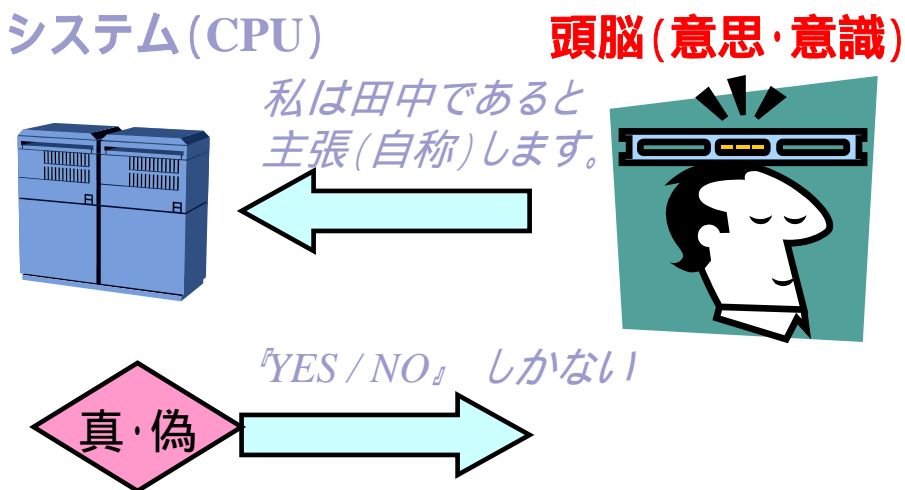 システム(CPU)
頭脳(意思·意識)
私は田中であると
主張(自称)します。
『YES / NO』 しかない
真·偽